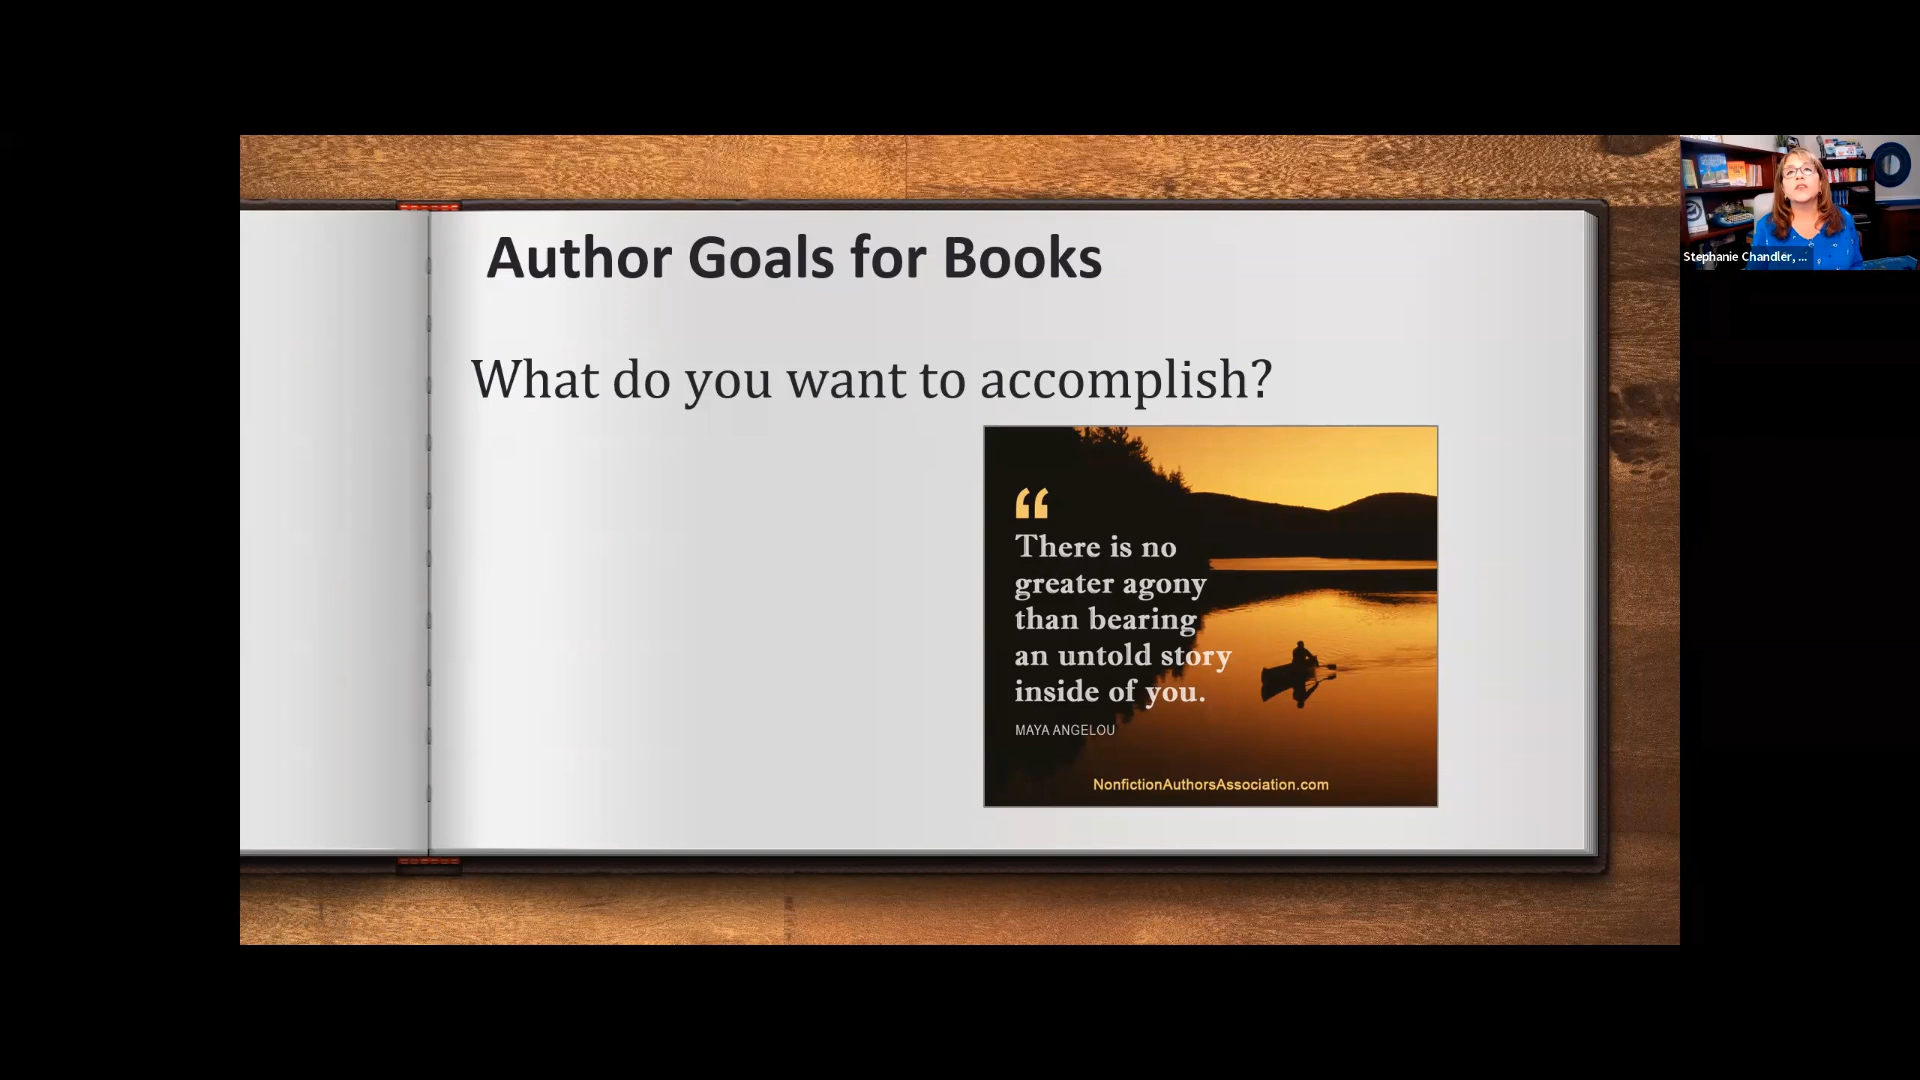 Author Goals for Books
What do you want to accomplish?
“
There is no
greater agony
than bearing
an untold story
inside of you.
MAYA ANGELOU
NonfictionAuthorsAssociation.com
Stephanie Chandler, ...